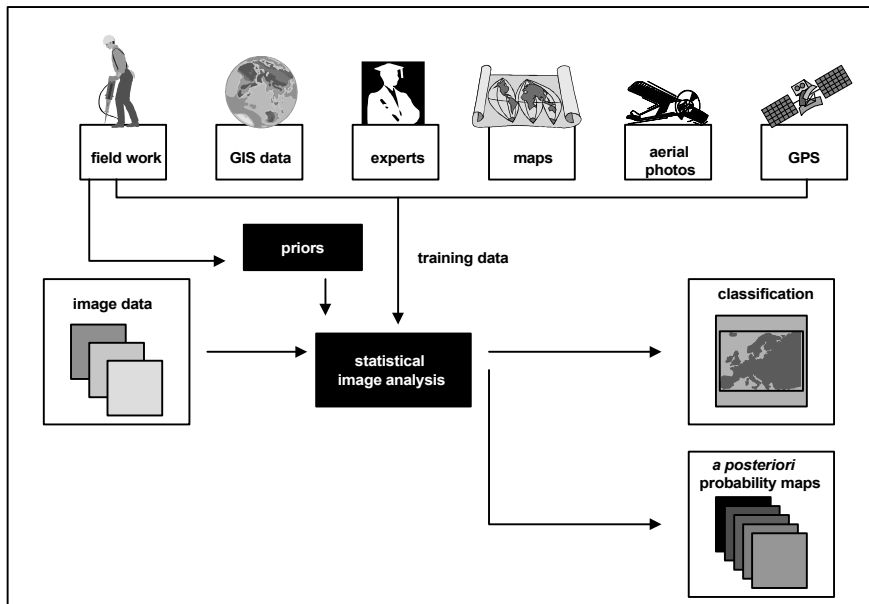 field work
GIS data
experts
maps
aerial
photos
GPS
priors
training data
image data
statistical
image analysis
classification
a posteriori
probability maps